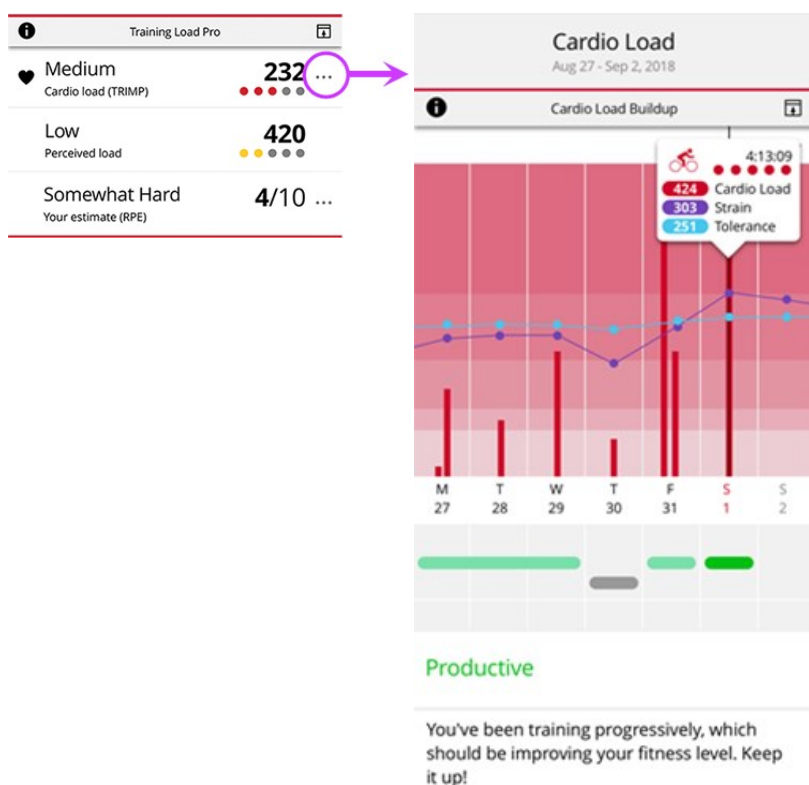 Training Load Pro
Medium
232 ...
Cardio load (TRIMP)
Low
420
Perceived load
Somewhat Hard
4/10 ...
Your estimate (RPE)
Cardio Load
Aug 27 - Sep 2, 2018
Cardio Load Buildup
4:13:09
424 Cardio Load
303 Strain
251 Tolerance
M T W T F S S
27 28 29 30 31 1 2
Productive
You've been training progressively, which
should be improving your fitness level. Keep
it up!